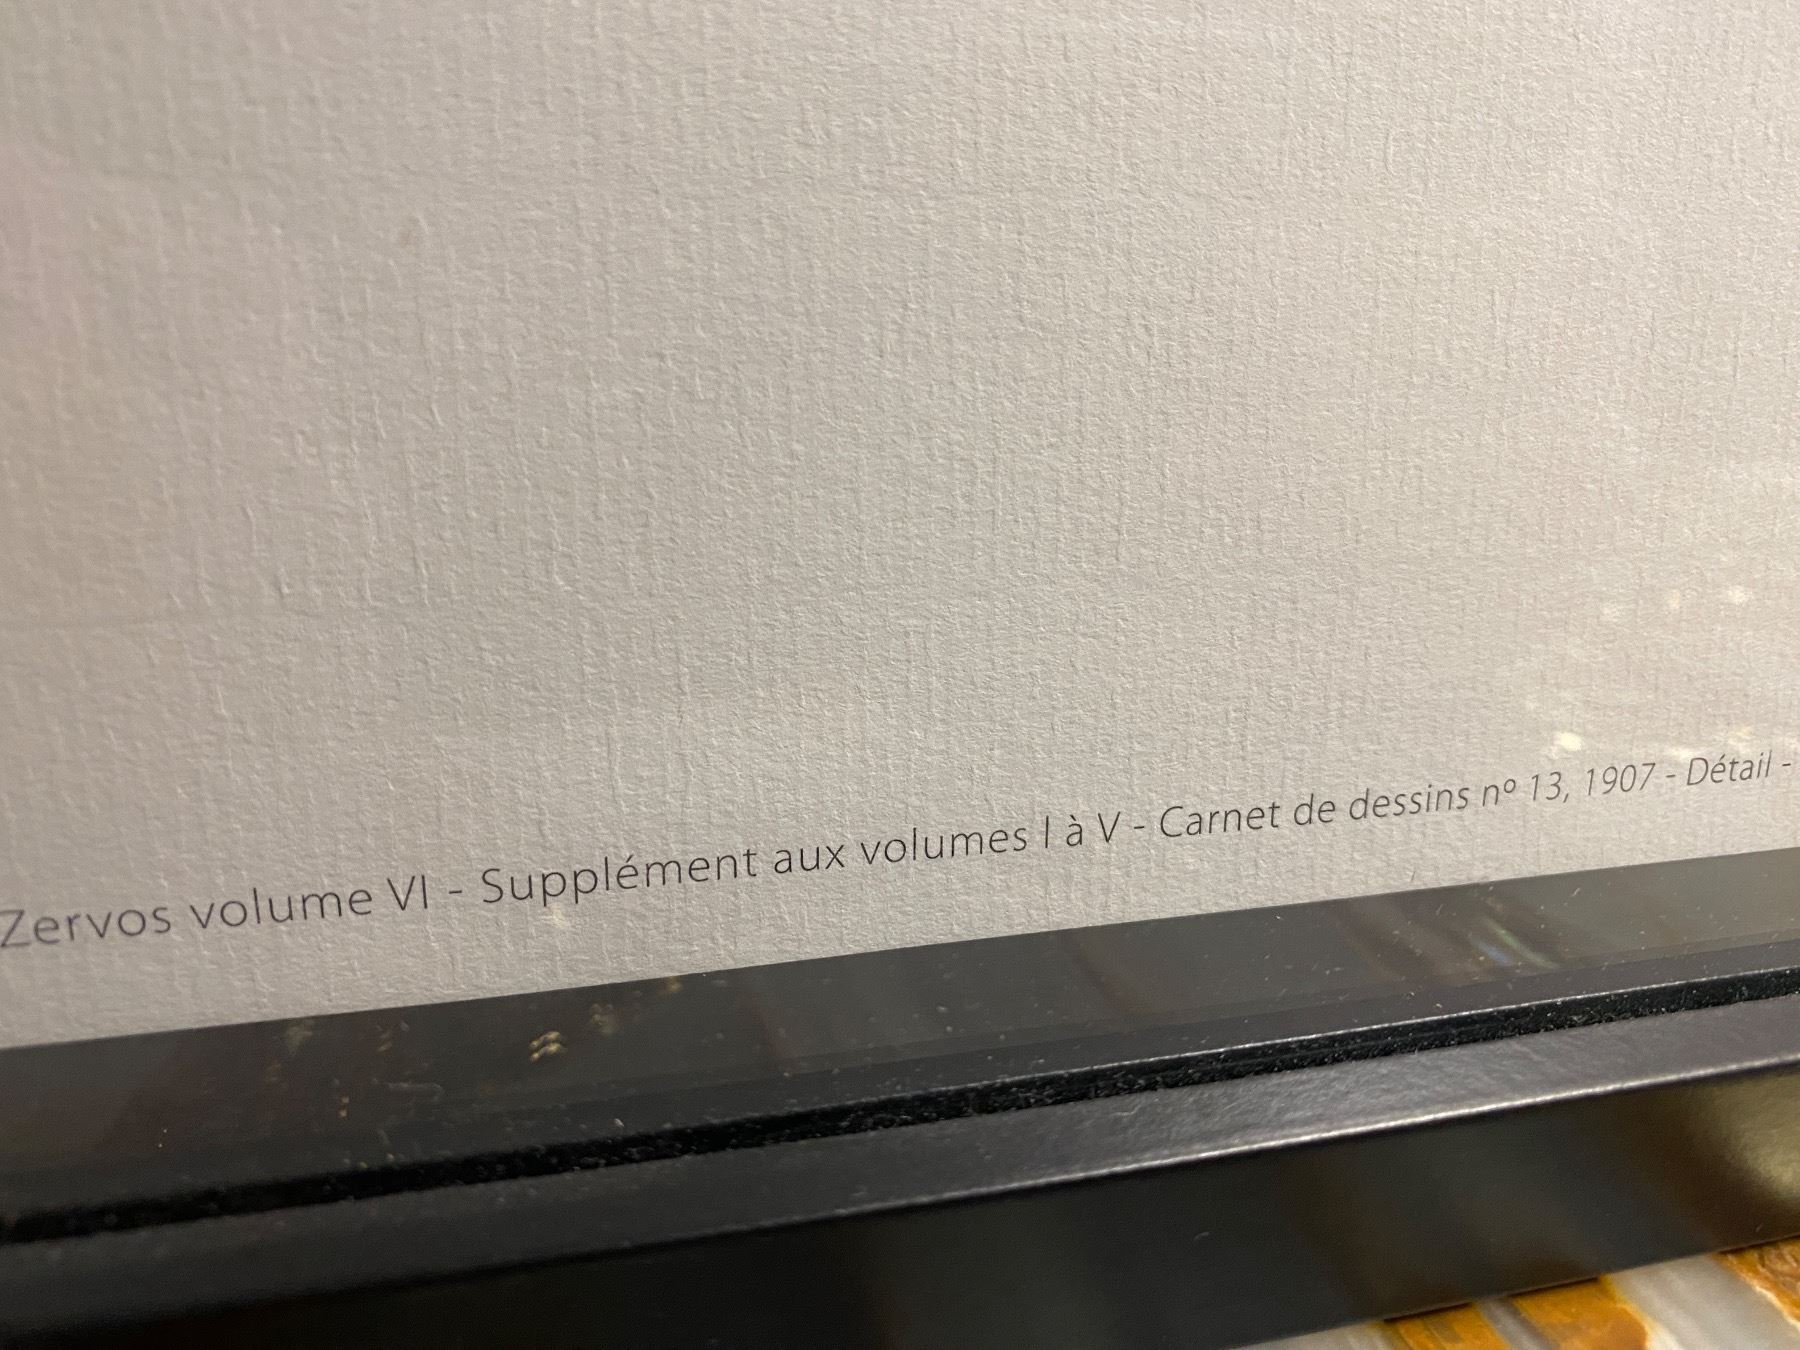 Zervos volume VI - Supplément aux volumes I à V - Carnet de dessins nº 13, 1907 - Détail -